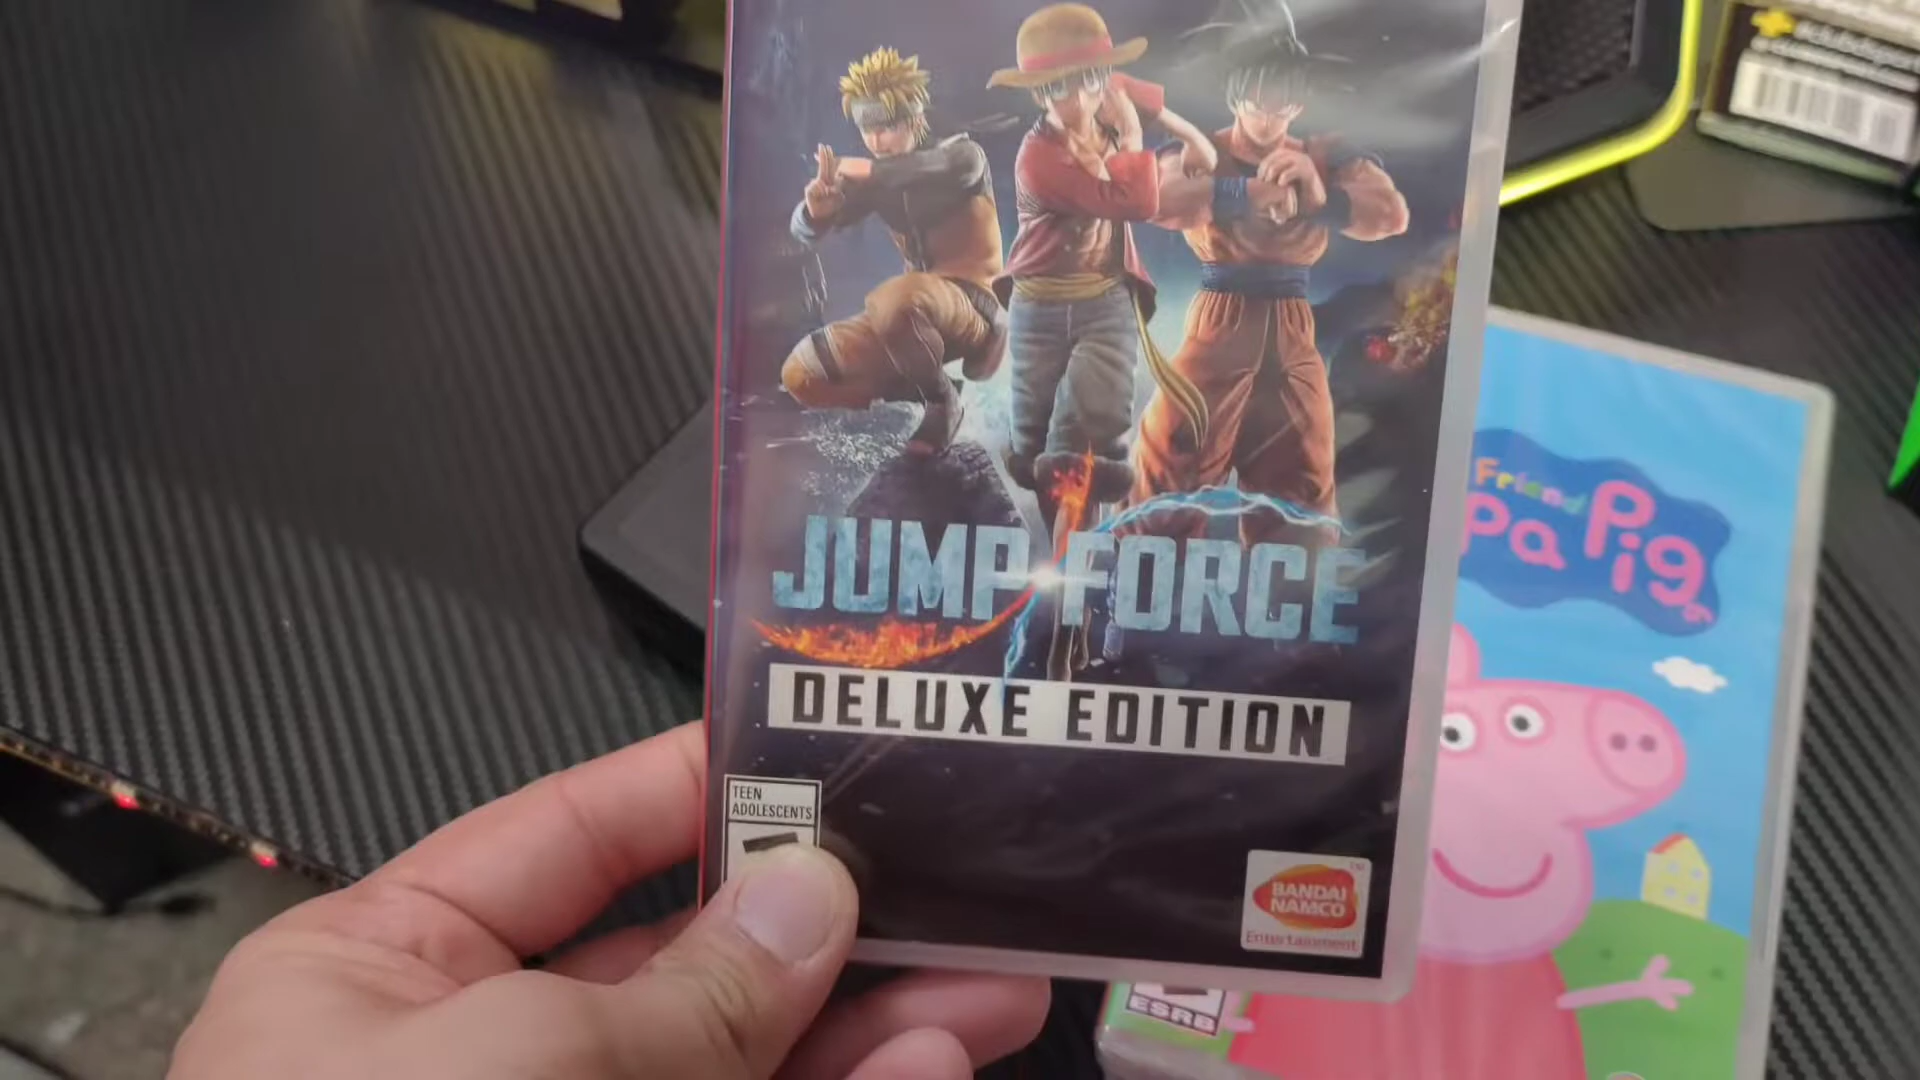 JUMP FORCE
DELUXE EDITION
TEEN
ADOLESCENTS
BANDAI
NAMCO
Entertainment
Friend
Pa Pig
ESRB